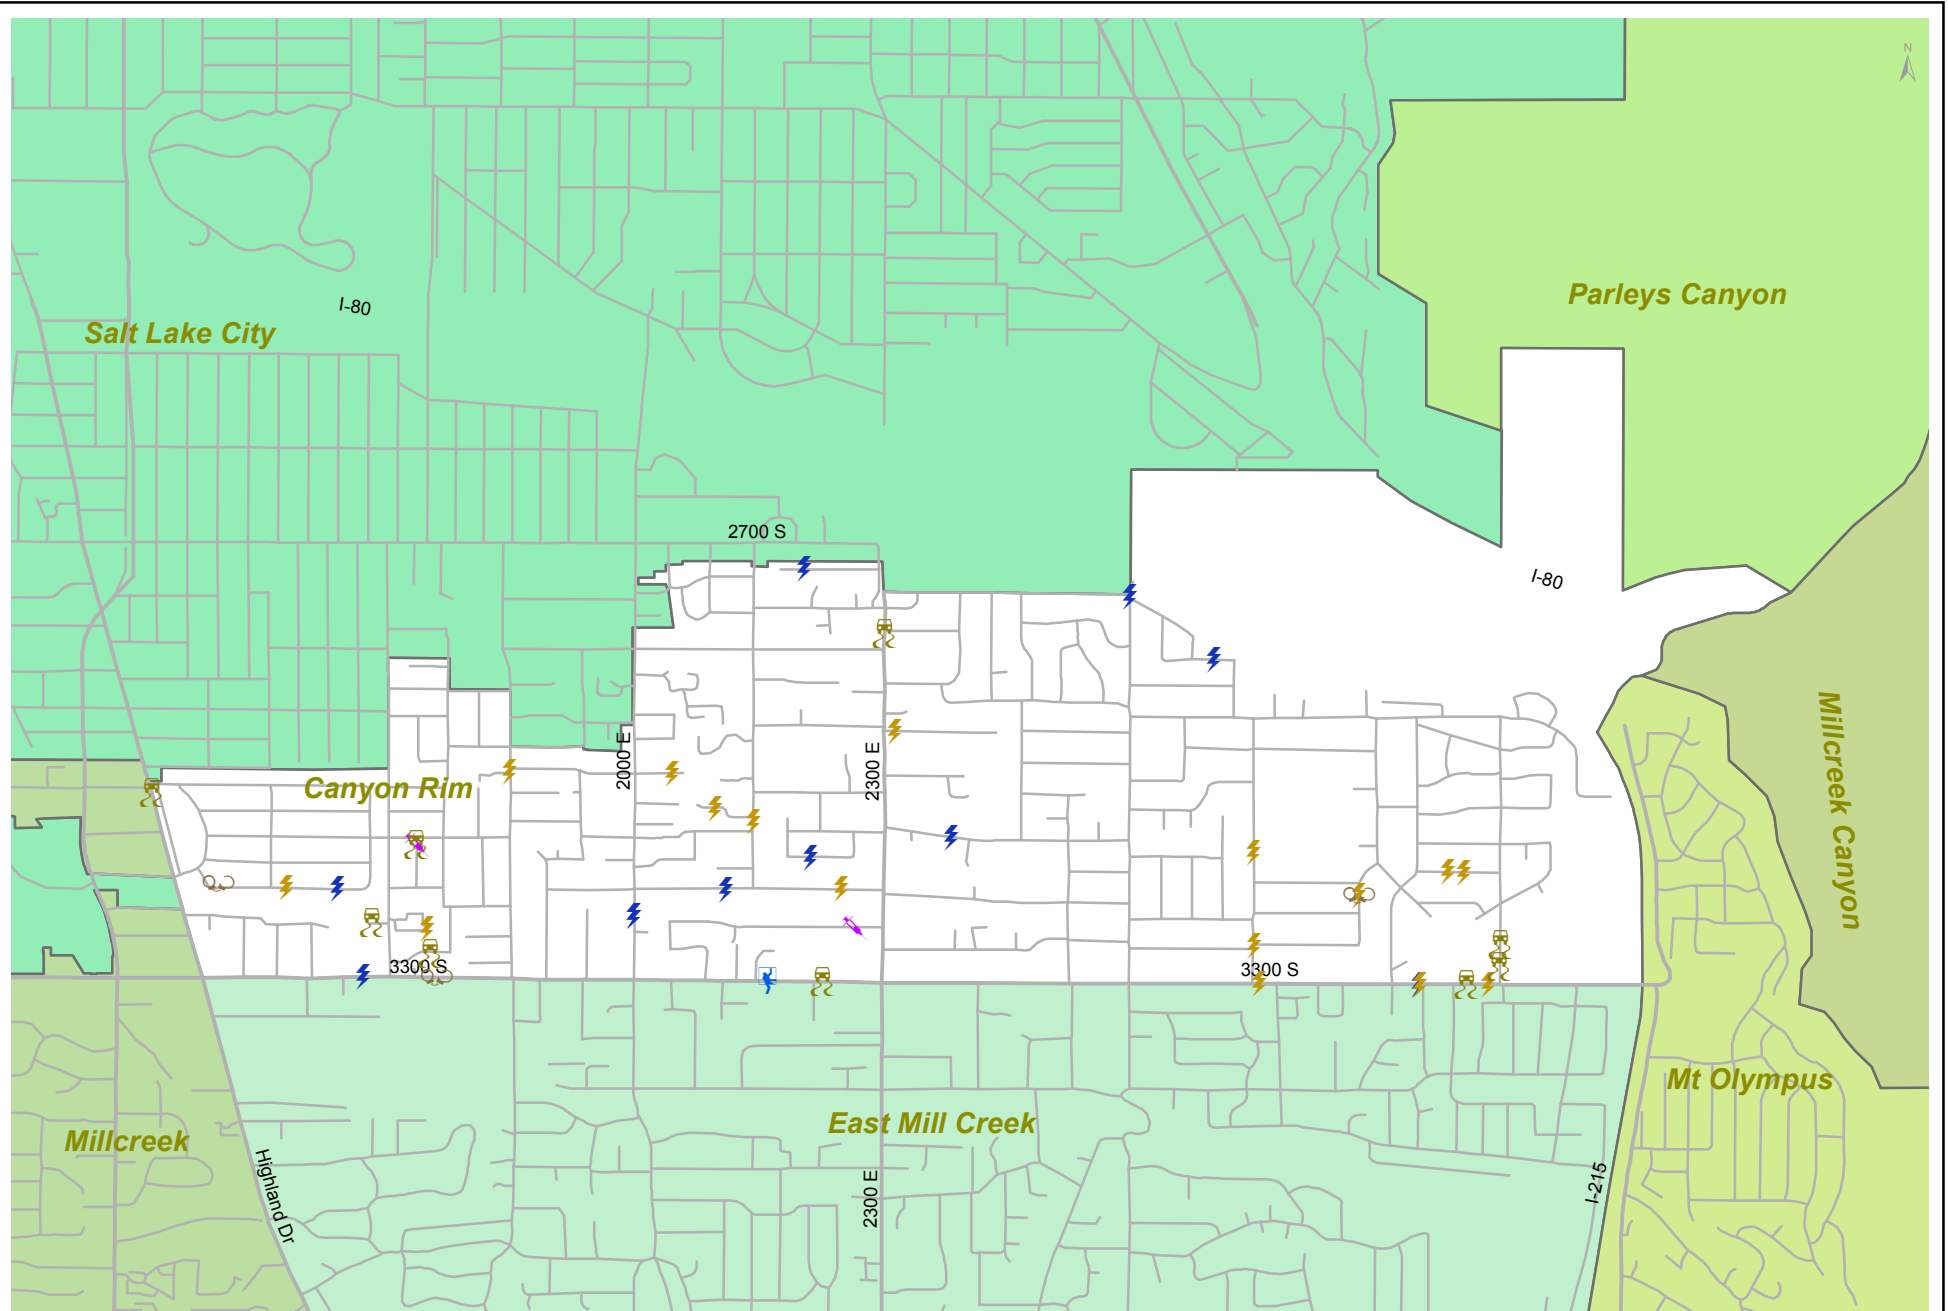 N
Parleys Canyon
I-80
Salt Lake City
2700 S
I-80
Canyon Rim
2000 E
2300 E
Millcreek Canyon
3300 S
3300 S
Mt Olympus
East Mill Creek
Millcreek
Highland Dr
2300 E
I-215